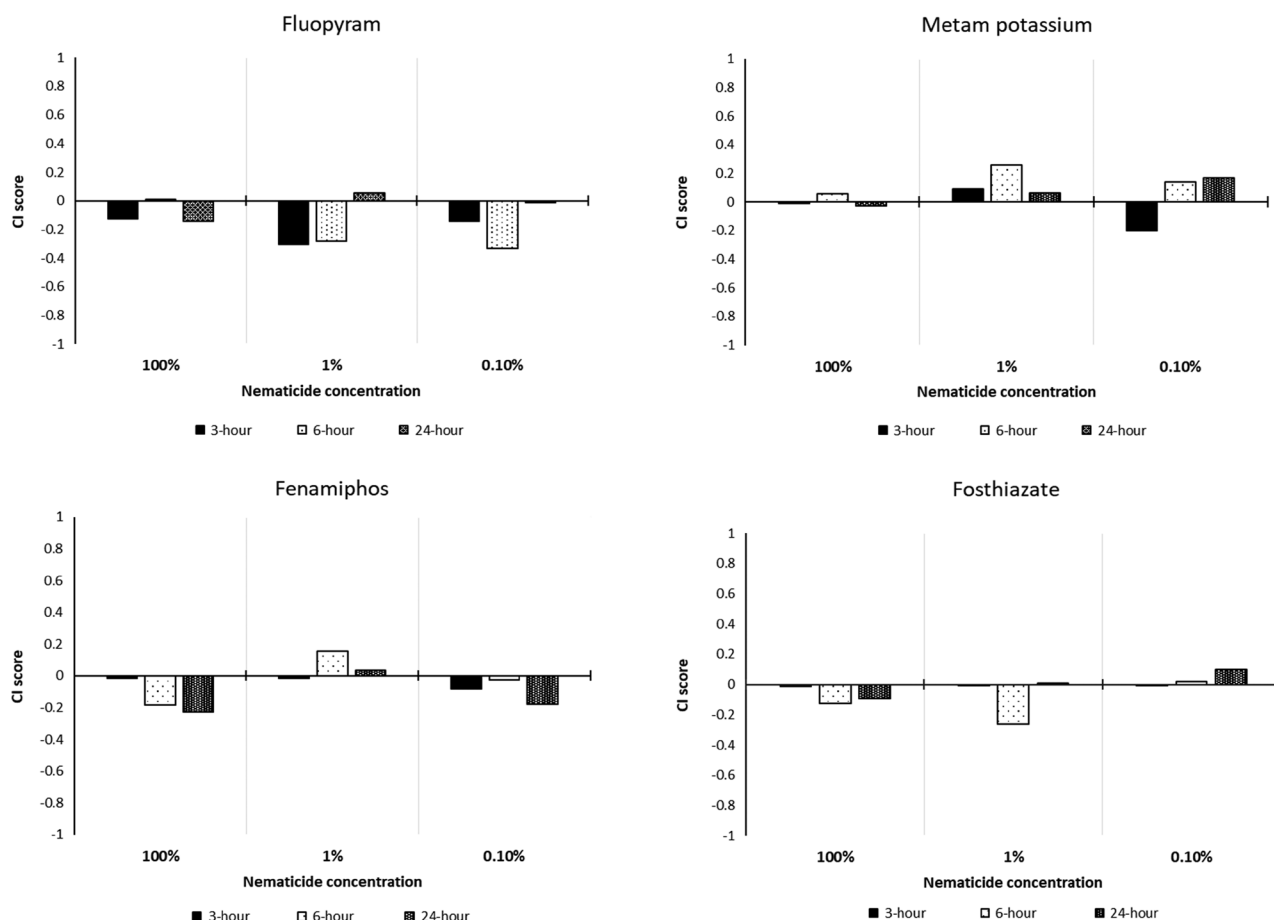 Fluopyram
1
0.8
0.6
0.4
0.2
0
-0.2
-0.4
-0.6
-0.8
-1
CI score
100% 1% 0.10%
Nematicide concentration
3-hour 6-hour 24-hour
Metam potassium
1
0.8
0.6
0.4
0.2
0
-0.2
-0.4
-0.6
-0.8
-1
CI score
100% 1% 0.10%
Nematicide concentration
3-hour 6-hour 24-hour
Fenamiphos
1
0.8
0.6
0.4
0.2
0
-0.2
-0.4
-0.6
-0.8
-1
CI score
100% 1% 0.10%
Nematicide concentration
3-hour 6-hour 24-hour
Fosthiazate
1
0.8
0.6
0.4
0.2
0
-0.2
-0.4
-0.6
-0.8
-1
CI score
100% 1% 0.10%
Nematicide concentration
3-hour 6-hour 24-hour